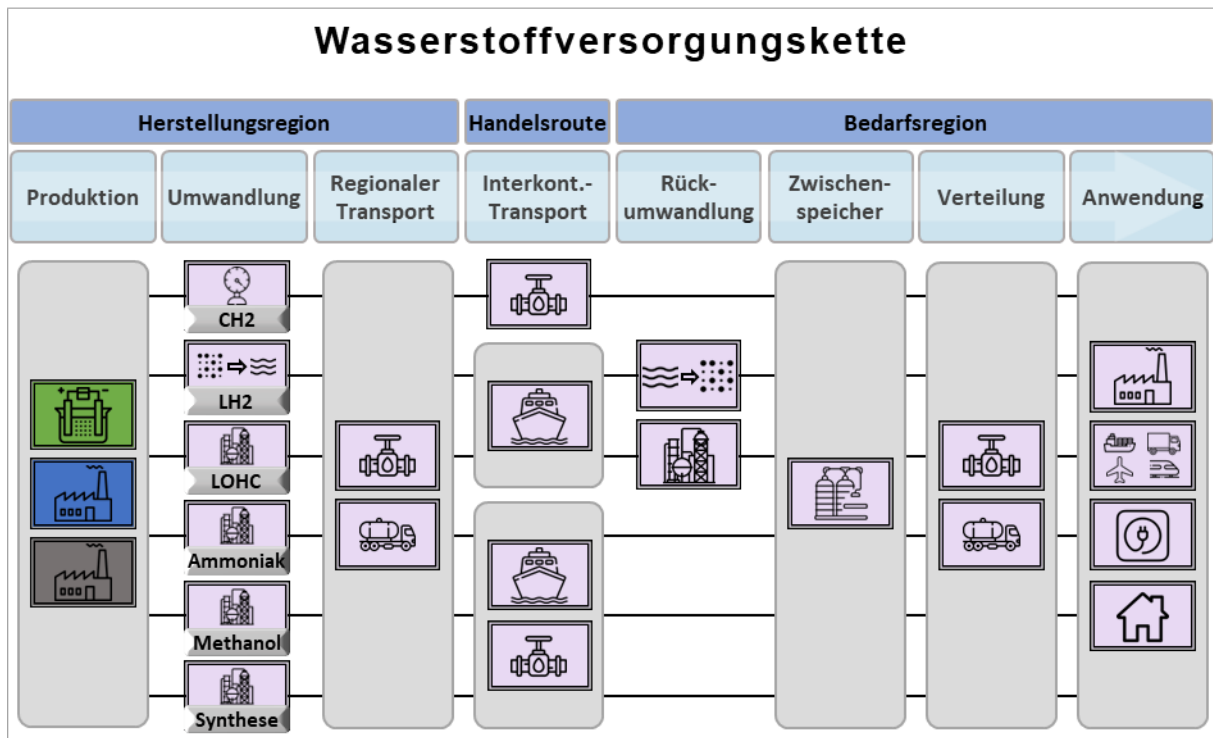 Wasserstoffversorgungskette
Herstellungsregion
Handelsroute
Bedarfsregion
Produktion
Umwandlung
Regionaler
Transport
Interkont.-
Transport
Rück-
umwandlung
Zwischen-
speicher
Verteilung
Anwendung
CH2
LH2
LOHC
Ammoniak
Methanol
Synthese